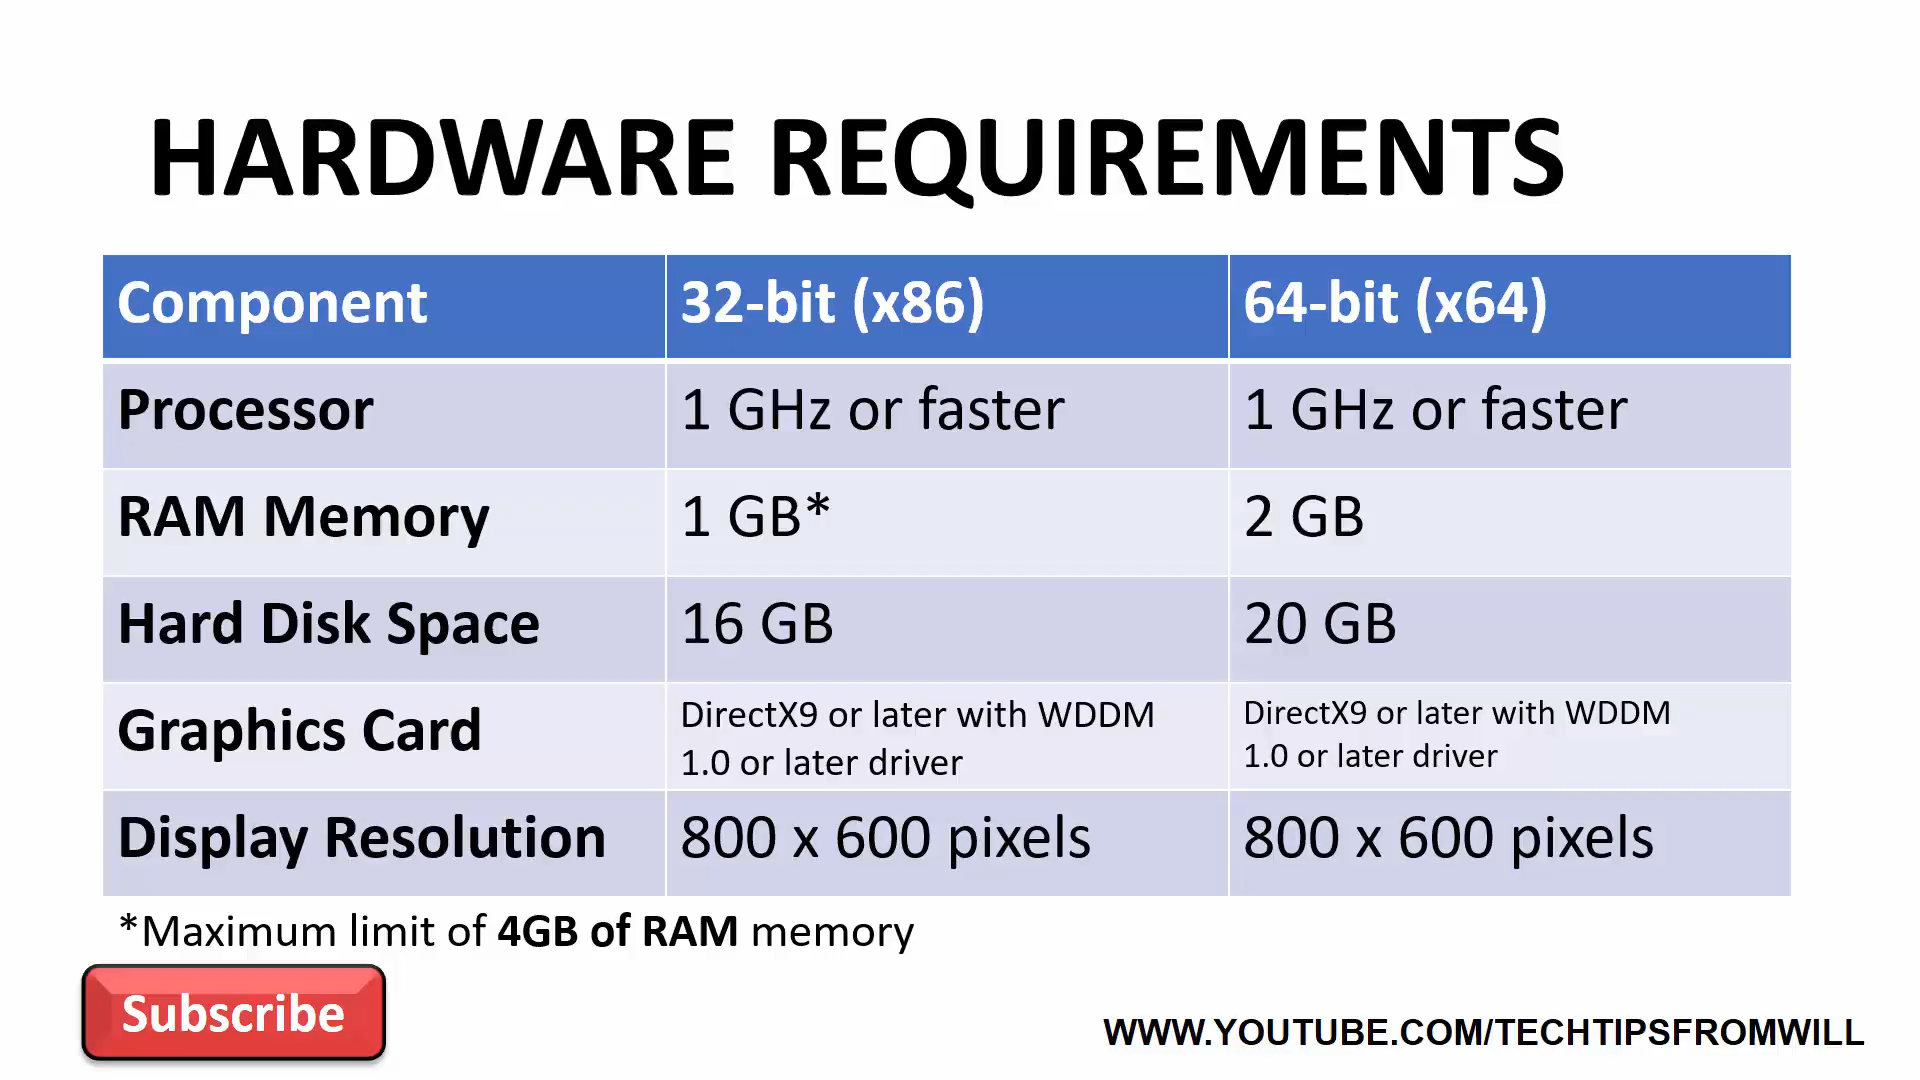 HARDWARE REQUIREMENTS
Component 32-bit (x86) 64-bit (x64)
Processor 1 GHz or faster 1 GHz or faster
RAM Memory 1 GB* 2 GB
Hard Disk Space 16 GB 20 GB
Graphics Card
DirectX9 or later with WDDM
1.0 or later driver
DirectX9 or later with WDDM
1.0 or later driver
Display Resolution 800 x 600 pixels 800 x 600 pixels
*Maximum limit of 4GB of RAM memory
Subscribe
WWW.YOUTUBE.COM/TECHTIPSFROMWILL